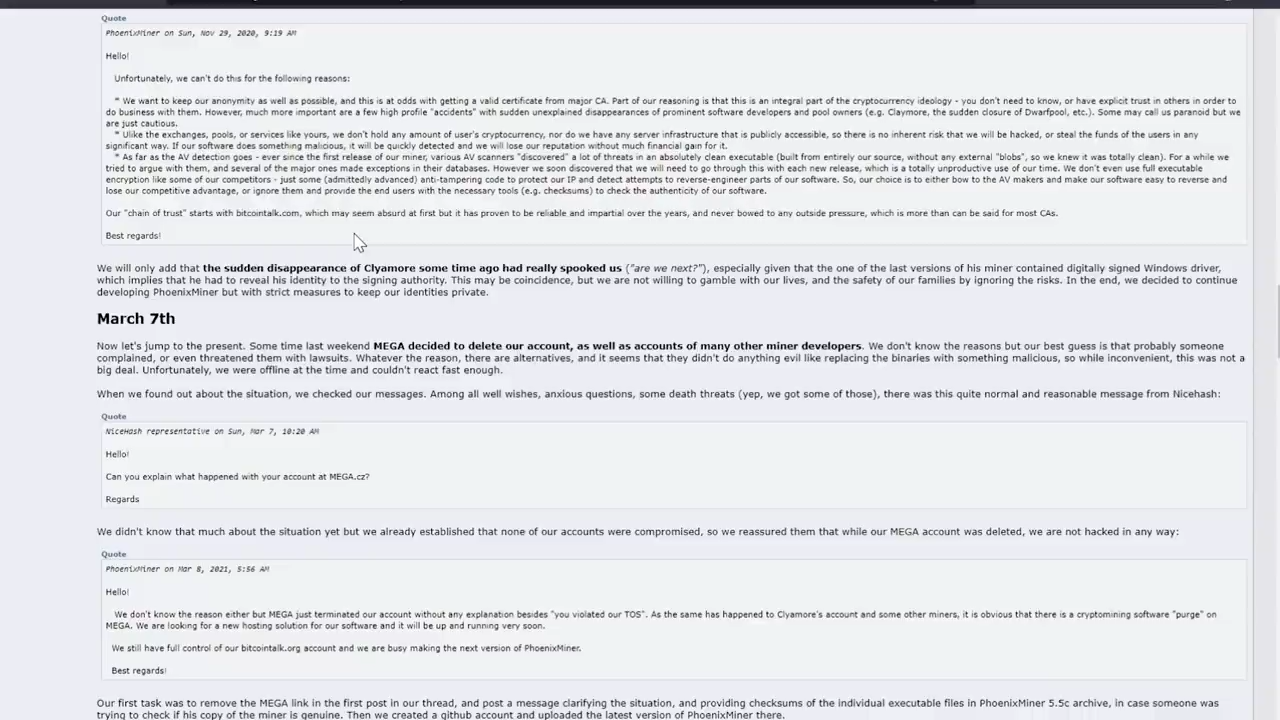 Quote
PhoenixMiner on Sun, Nov 29, 2020, 9:19 AM
Hello!
Unfortunately, we can't do this for the following reasons:
* We want to keep our anonymity as well as possible, and this is at odds with getting a valid certificate from major CA. Part of our reasoning is that this is an integral part of the cryptocurrency ideology - you don't need to know, or have explicit trust in others in order to
do business with them. However, much more important are a few high profile "accidents" with sudden unexplained disappearances of prominent software developers and pool owners (e.g. Claymore, the sudden closure of Dwarfpool, etc.). Some may call us paranoid but we
are just cautious.
* Ulike the exchanges, pools, or services like yours, we don't hold any amount of user's cryptocurrency, nor do we have any server infrastructure that is publicly accessible, so there is no inherent risk that we will be hacked, or steal the funds of the users in any
significant way. If our software does something malicious, it will be quickly detected and we will lose our reputation without much financial gain for it.
* As far as the AV detection goes - ever since the first release of our miner, various AV scanners "discovered" a lot of threats in an absolutely clean executable (built from entirely our source, without any external "blobs", so we knew it was totally clean). For a while we
tried to argue with them, and several of the major ones made exceptions in their databases. However we soon discovered that we will need to go through this with each new release, which is a totally unproductive use of our time. We don't even use full executable
encryption like some of our competitors - just some (admittedly advanced) anti-tampering code to protect our IP and detect attempts to reverse-engineer parts of our software. So, our choice is to either bow to the AV makers and make our software easy to reverse and
lose our competitive advantage, or ignore them and provide the end users with the necessary tools (e.g. checksums) to check the authenticity of our software.
Our "chain of trust" starts with bitcointalk.com, which may seem absurd at first but it has proven to be reliable and impartial over the years, and never bowed to any outside pressure, which is more than can be said for most CAs.
Best regards!
We will only add that the sudden disappearance of Clyamore some time ago had really spooked us ("are we next?"), especially given that the one of the last versions of his miner contained digitally signed Windows driver,
which implies that he had to reveal his identity to the signing authority. This may be coincidence, but we are not willing to gamble with our lives, and the safety of our families by ignoring the risks. In the end, we decided to continue
developing PhoenixMiner but with strict measures to keep our identities private.
March 7th
Now let's jump to the present. Some time last weekend MEGA decided to delete our account, as well as accounts of many other miner developers. We don't know the reasons but our best guess is that probably someone
complained, or even threatened them with lawsuits. Whatever the reason, there are alternatives, and it seems that they didn't do anything evil like replacing the binaries with something malicious, so while inconvenient, this was not a
big deal. Unfortunately, we were offline at the time and couldn't react fast enough.
When we found out about the situation, we checked our messages. Among all well wishes, anxious questions, some death threats (yep, we got some of those), there was this quite normal and reasonable message from Nicehash:
Quote
NiceHash representative on Sun, Mar 7, 10:20 AM
Hello!
Can you explain what happened with your account at MEGA.cz?
Regards
We didn't know that much about the situation yet but we already established that none of our accounts were compromised, so we reassured them that while our MEGA account was deleted, we are not hacked in any way:
Quote
PhoenixMiner on Mar 8, 2021, 5:56 AM
Hello!
We don't know the reason either but MEGA just terminated our account without any explanation besides "you violated our TOS". As the same has happened to Clyamore's account and some other miners, it is obvious that there is a cryptomining software "purge" on
MEGA. We are looking for a new hosting solution for our software and it will be up and running very soon.
We still have full control of our bitcointalk.org account and we are busy making the next version of PhoenixMiner.
Best regards!
Our first task was to remove the MEGA link in the first post in our thread, and post a message clarifying the situation, and providing checksums of the individual executable files in PhoenixMiner 5.5c archive, in case someone was
trying to check if his copy of the miner is genuine. Then we created a github account and uploaded the latest version of PhoenixMiner there.